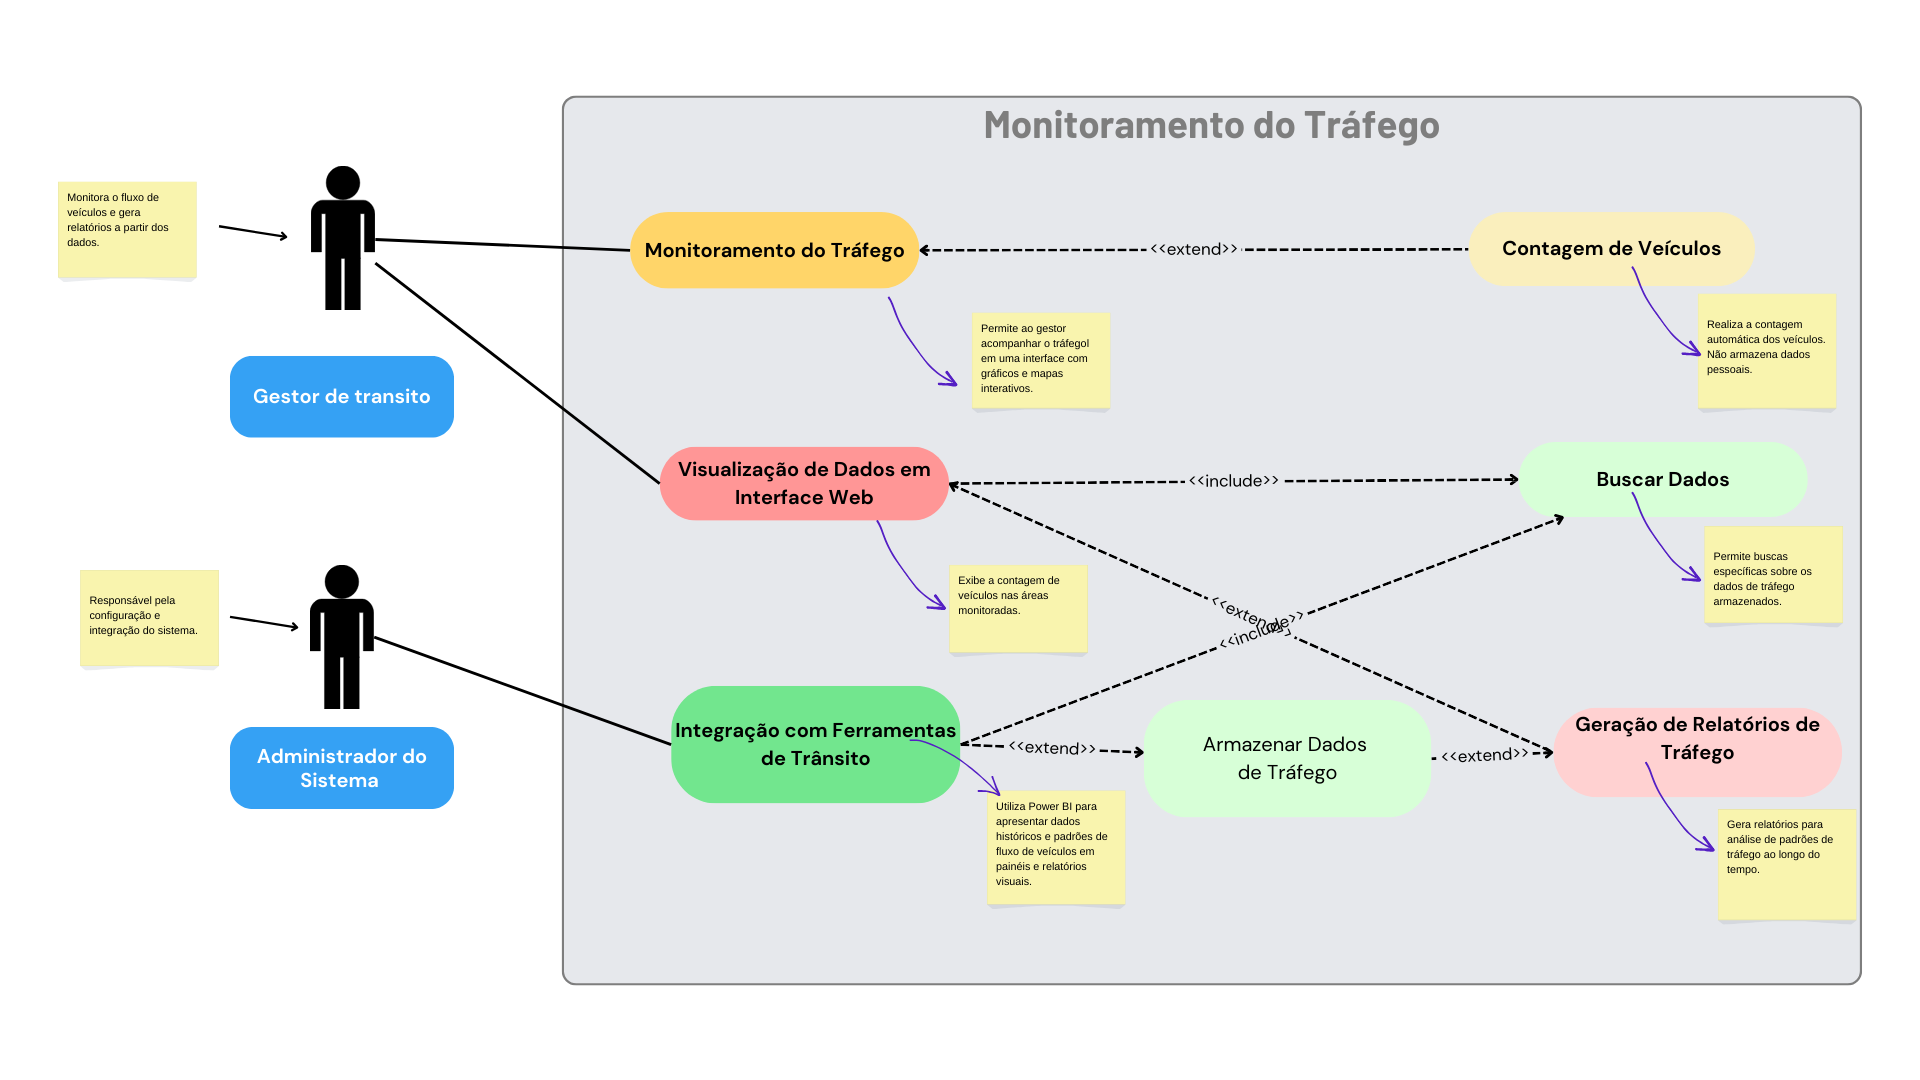 Monitoramento do Tráfego
Monitora o fluxo de
veículos e gera
relatórios a partir dos
dados.
Gestor de transito
Monitoramento do Tráfego
<<extend>>
Contagem de Veículos
Permite ao gestor
acompanhar o tráfegol
em uma interface com
gráficos e mapas
interativos.
Realiza a contagem
automática dos veículos.
Não armazena dados
pessoais.
Visualização de Dados em
Interface Web
<<include>>
Buscar Dados
Exibe a contagem de
veículos nas áreas
monitoradas.
Permite buscas
específicas sobre os
dados de tráfego
armazenados.
<<extend>>
<<include>>
Responsável pela
configuração e
integração do sistema.
Administrador do
Sistema
Integração com Ferramentas
de Trânsito
<<extend>>
Armazenar Dados
de Tráfego
<<extend>>
Geração de Relatórios de
Tráfego
Utiliza Power BI para
apresentar dados
históricos e padrões de
fluxo de veículos em
painéis e relatórios
visuais.
Gera relatórios para
análise de padrões de
tráfego ao longo do
tempo.